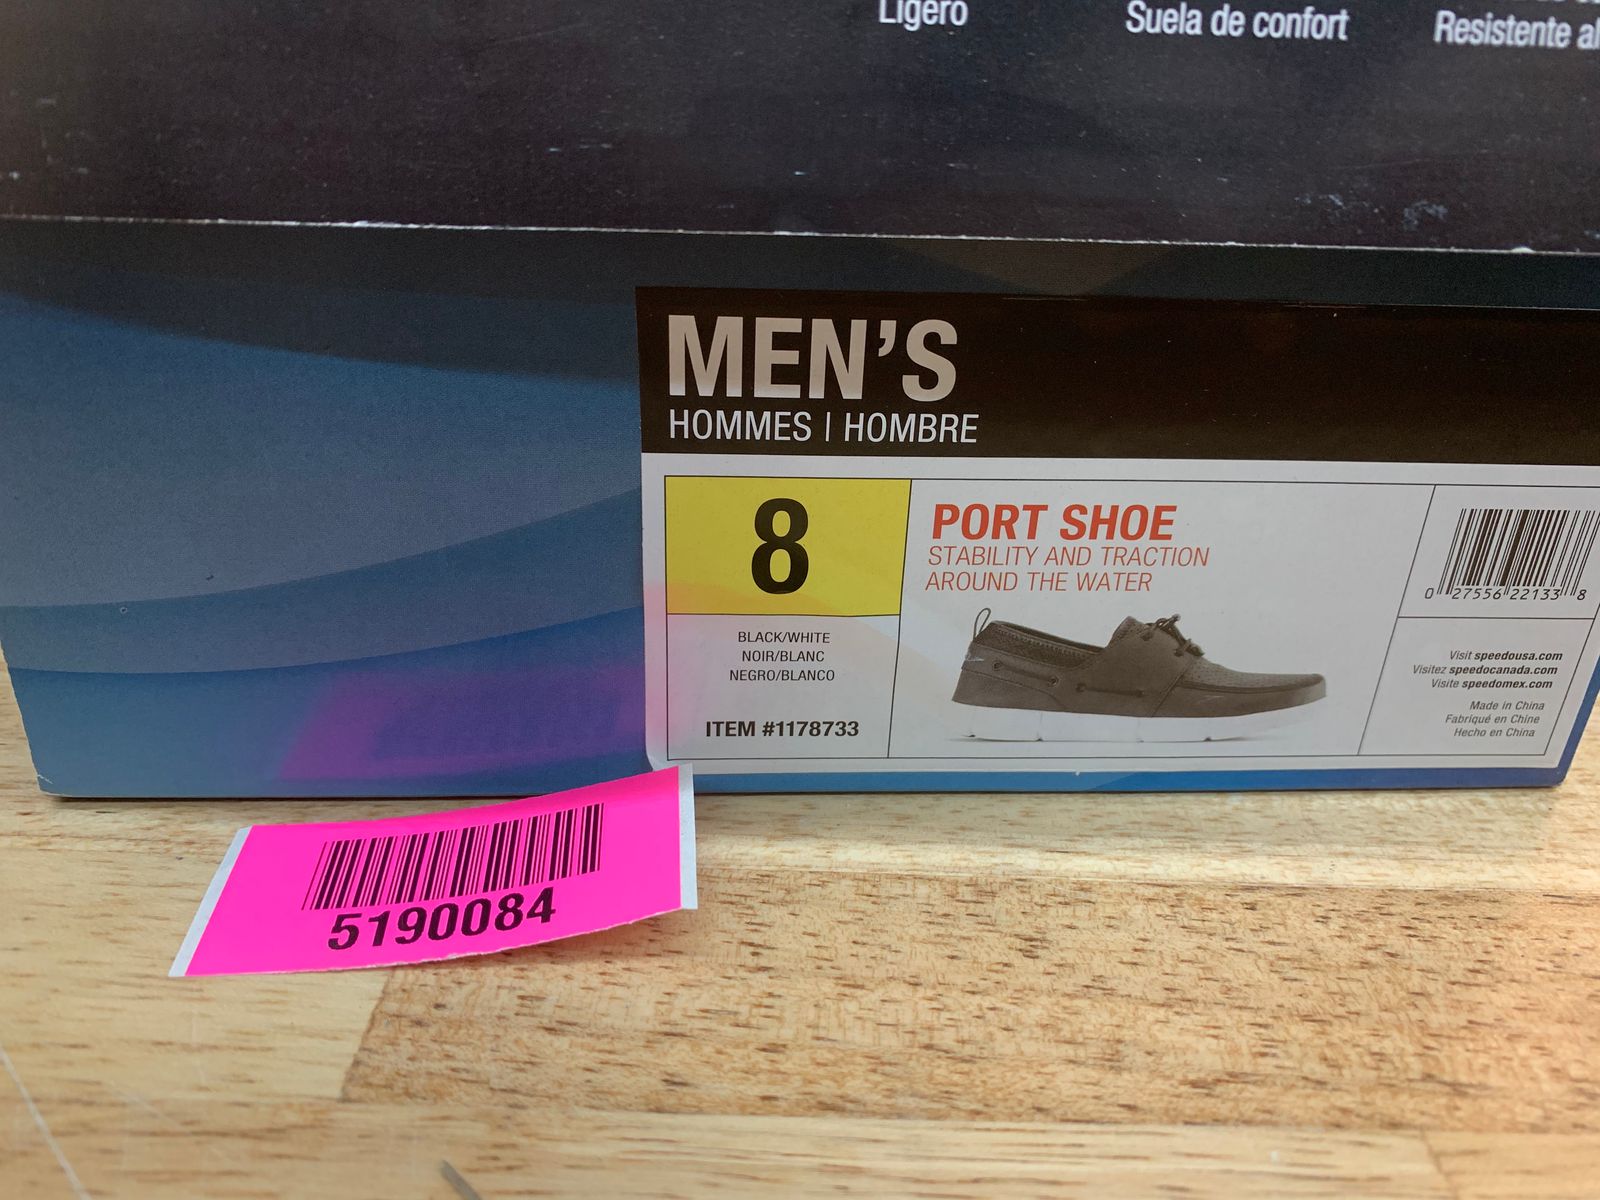 Ligero
Suela de confort
Resistente al
MEN'S
HOMMES | HOMBRE
8
BLACK/WHITE
NOIR/BLANC
NEGRO/BLANCO
ITEM #1178733
PORT SHOE
STABILITY AND TRACTION
AROUND THE WATER
0 27556 22133 8
Visit speedousa.com
Visitez speedocanada.com
Visite speedomex.com
Made in China
Fabriqué en Chine
Hecho en China
5190084